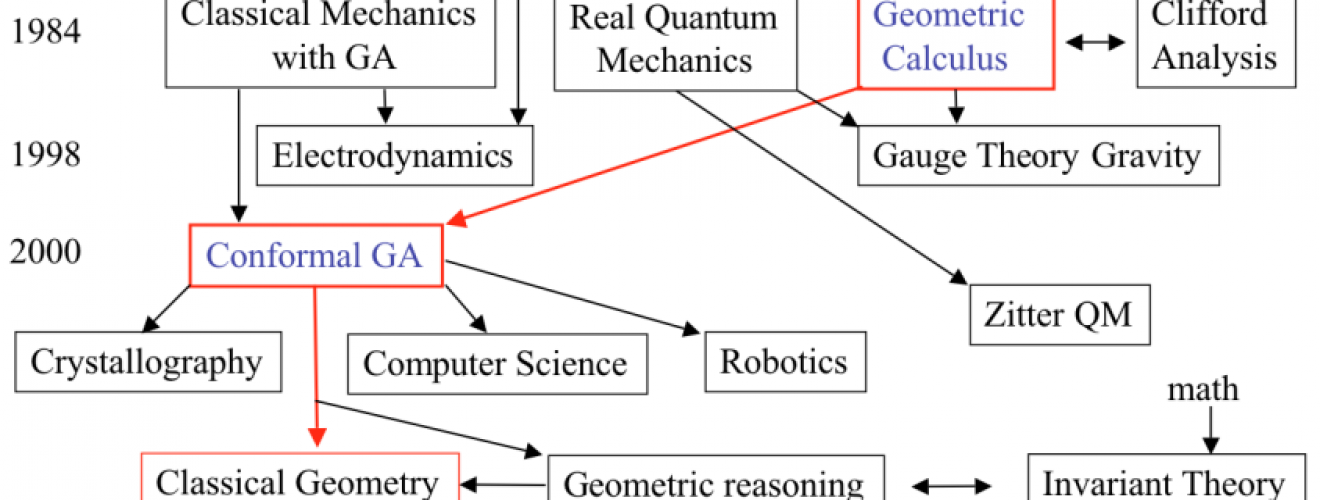 1984
Classical Mechanics
with GA
Real Quantum
Mechanics
Geometric
Calculus
Clifford
Analysis
1998
Electrodynamics
Gauge Theory Gravity
2000
Conformal GA
Zitter QM
Crystallography
Computer Science
Robotics
math
Classical Geometry
Geometric reasoning
Invariant Theory